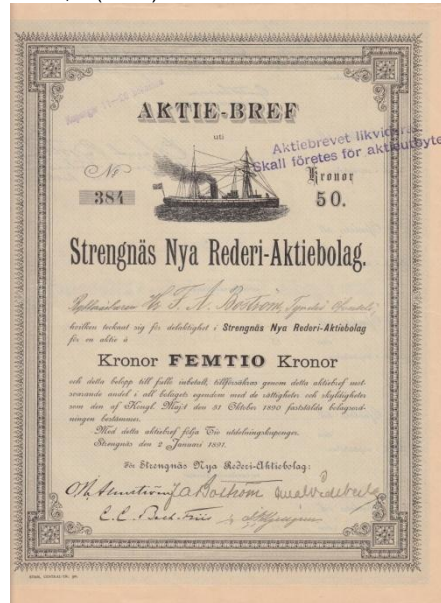 AKTIE-BREF
uti
No
384
Kronor
50.
Aktiebrevet likvider
Skall företes för aktieutbyte
Strengnäs Nya Rederi-Aktiebolag.
Hr F. A. Boström,
hvilken tecknat sig för delaktighet i Strengnäs Nya Rederi-Aktiebolag
för en aktie à
Kronor FEMTIO Kronor
och detta belopp till fullo inbetalt, tillförsäkras genom detta aktiebref mot-
svarande andel i all bolagets egendom med de rättigheter och skyldigheter
som den af Kongl. Maj:t den 31 Oktober 1890 fastställda bolagsord-
ningen bestämmer.
Med detta aktiebref följa Tio utdelningskuponger.
Strengnäs den 2 Januari 1891.
För Strengnäs Nya Rederi-Aktiebolag: